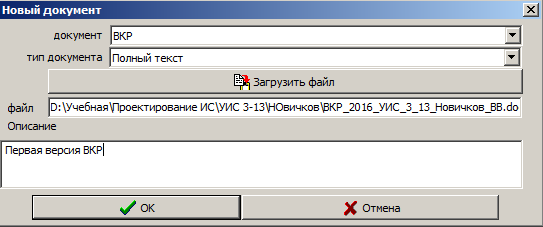 Новый документ
документ ВКР
тип документа Полный текст
Загрузить файл
файл D:\Учебная\Проектирование ИС\УИС 3-13\НОвичков\ВКР_2016_УИС_3_13_Новичков_ВВ.do
Описание
Первая версия ВКР
ОК Отмена